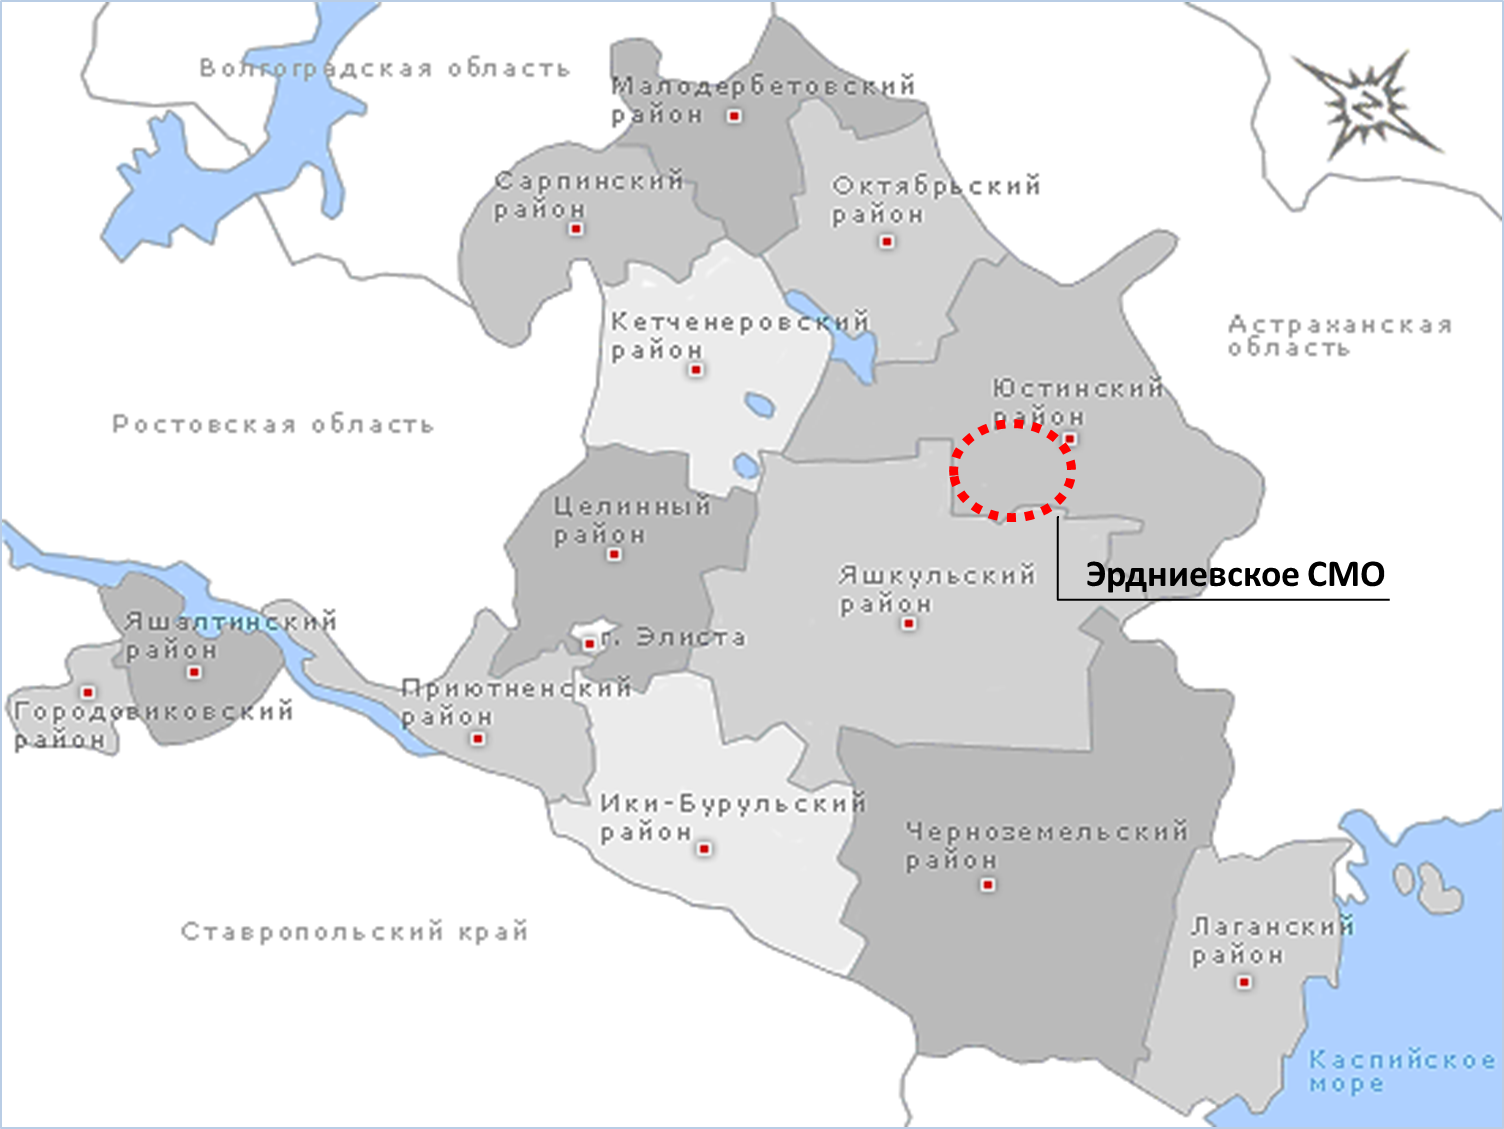 Волгоградская область
Малодербетовский
район
Сарпинский
район
Октябрьский
район
Кетченеровский
район
Астраханская
область
Юстинский
район
Ростовская область
Целинный
район
Яшкульский
район
Эрдниевское СМО
Яшалтинский
район
г. Элиста
Приютненский
район
Городовиковский
район
Ики-Бурульский
район
Черноземельский
район
Ставропольский край
Лаганский
район
Каспийское
море